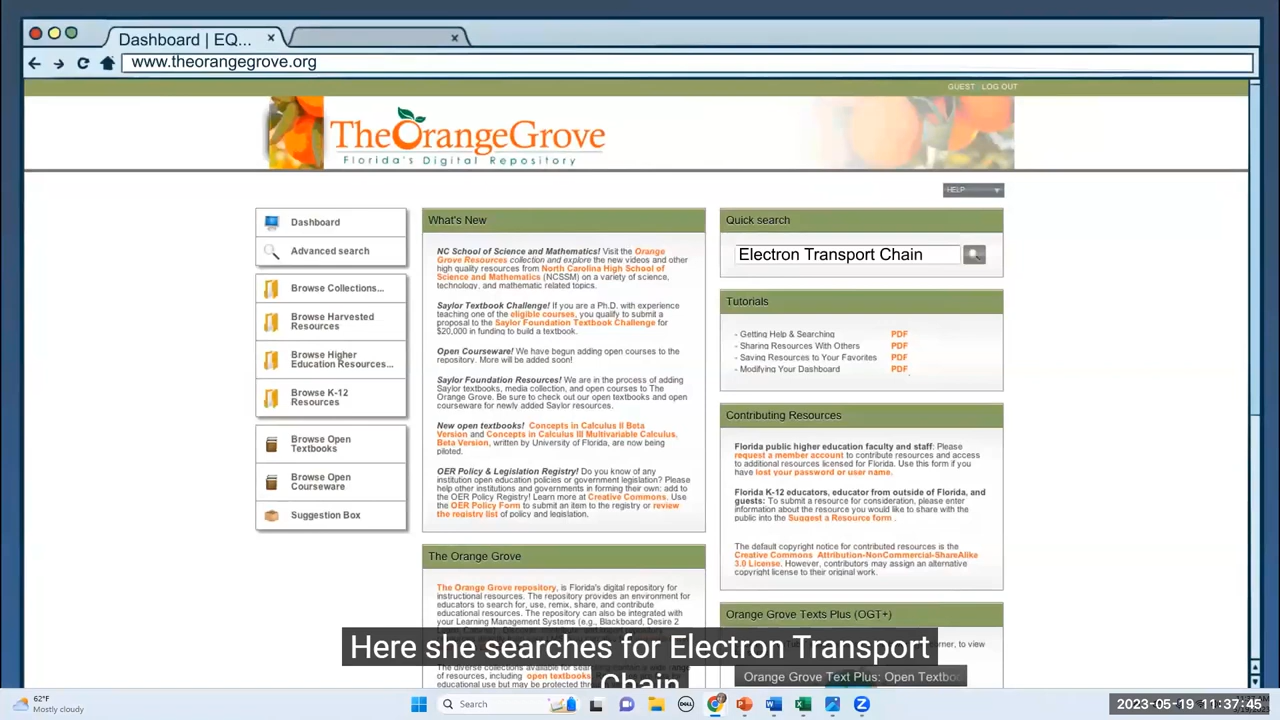 Dashboard | EQ...
www.theorangegrove.org
GUEST LOG OUT
TheOrangeGrove
Florida's Digital Repository
HELP
Dashboard
Advanced search
Browse Collections...
Browse Harvested
Resources
Browse Higher
Education Resources...
Browse K-12
Resources
Browse Open
Textbooks
Browse Open
Courseware
Suggestion Box
What's New
NC School of Science and Mathematics! Visit the Orange
Grove Resources collection and explore the new videos and other
high quality resources from North Carolina High School of
Science and Mathematics (NCSSM) on a variety of science,
technology, and mathematic related topics.
Saylor Textbook Challenge! If you are a Ph.D. with experience
teaching one of the eligible courses, you qualify to submit a
proposal to the Saylor Foundation Textbook Challenge for
$20,000 in funding to build a textbook.
Open Courseware! We have begun adding open courses to the
repository. More will be added soon!
Saylor Foundation Resources! We are in the process of adding
Saylor textbooks, media collection, and open courses to The
Orange Grove. Be sure to check out our open textbooks and open
courseware for newly added Saylor resources.
New open textbooks! Concepts in Calculus II Beta
Version and Concepts in Calculus III Multivariable Calculus,
Beta Version, written by University of Florida, are now being
piloted.
OER Policy & Legislation Registry! Do you know of any
institution open education policies or government legislation? Please
help other institutions and governments in forming their own: add to
the OER Policy Registry! Learn more at Creative Commons. Use
the OER Policy Form to submit an item to the registry or review
the registry list of policy and legislation.
The Orange Grove
The Orange Grove repository, is Florida's digital repository for
instructional resources. The repository provides an environment for
educators to search for, use, remix, share, and contribute
educational resources. The repository can also be integrated with
your Learning Management Systems (e.g., Blackboard, Desire 2
Quick search
Electron Transport Chain
Tutorials
- Getting Help & Searching PDF
- Sharing Resources With Others PDF
- Saving Resources to Your Favorites PDF
- Modifying Your Dashboard PDF
Contributing Resources
Florida public higher education faculty and staff: Please
request a member account to contribute resources and access
to additional resources licensed for Florida. Use this form if you
have lost your password or user name.
Florida K-12 educators, educator from outside of Florida, and
guests: To submit a resource for consideration, please enter
information about the resource you would like to share with the
public into the Suggest a Resource form .
The default copyright notice for contributed resources is the
Creative Commons Attribution-NonCommercial-ShareAlike
3.0 License. However, contributors may assign an alternative
copyright license to their original work.
Orange Grove Texts Plus (OGT+)
orner, to view
Orange Grove Text Plus: Open Textboo
Here she searches for Electron Transport
Chain
including open textbooks
educational use but may be protected
62°F
Mostly cloudy
Search
DELL
2023-05-19 11:37:45